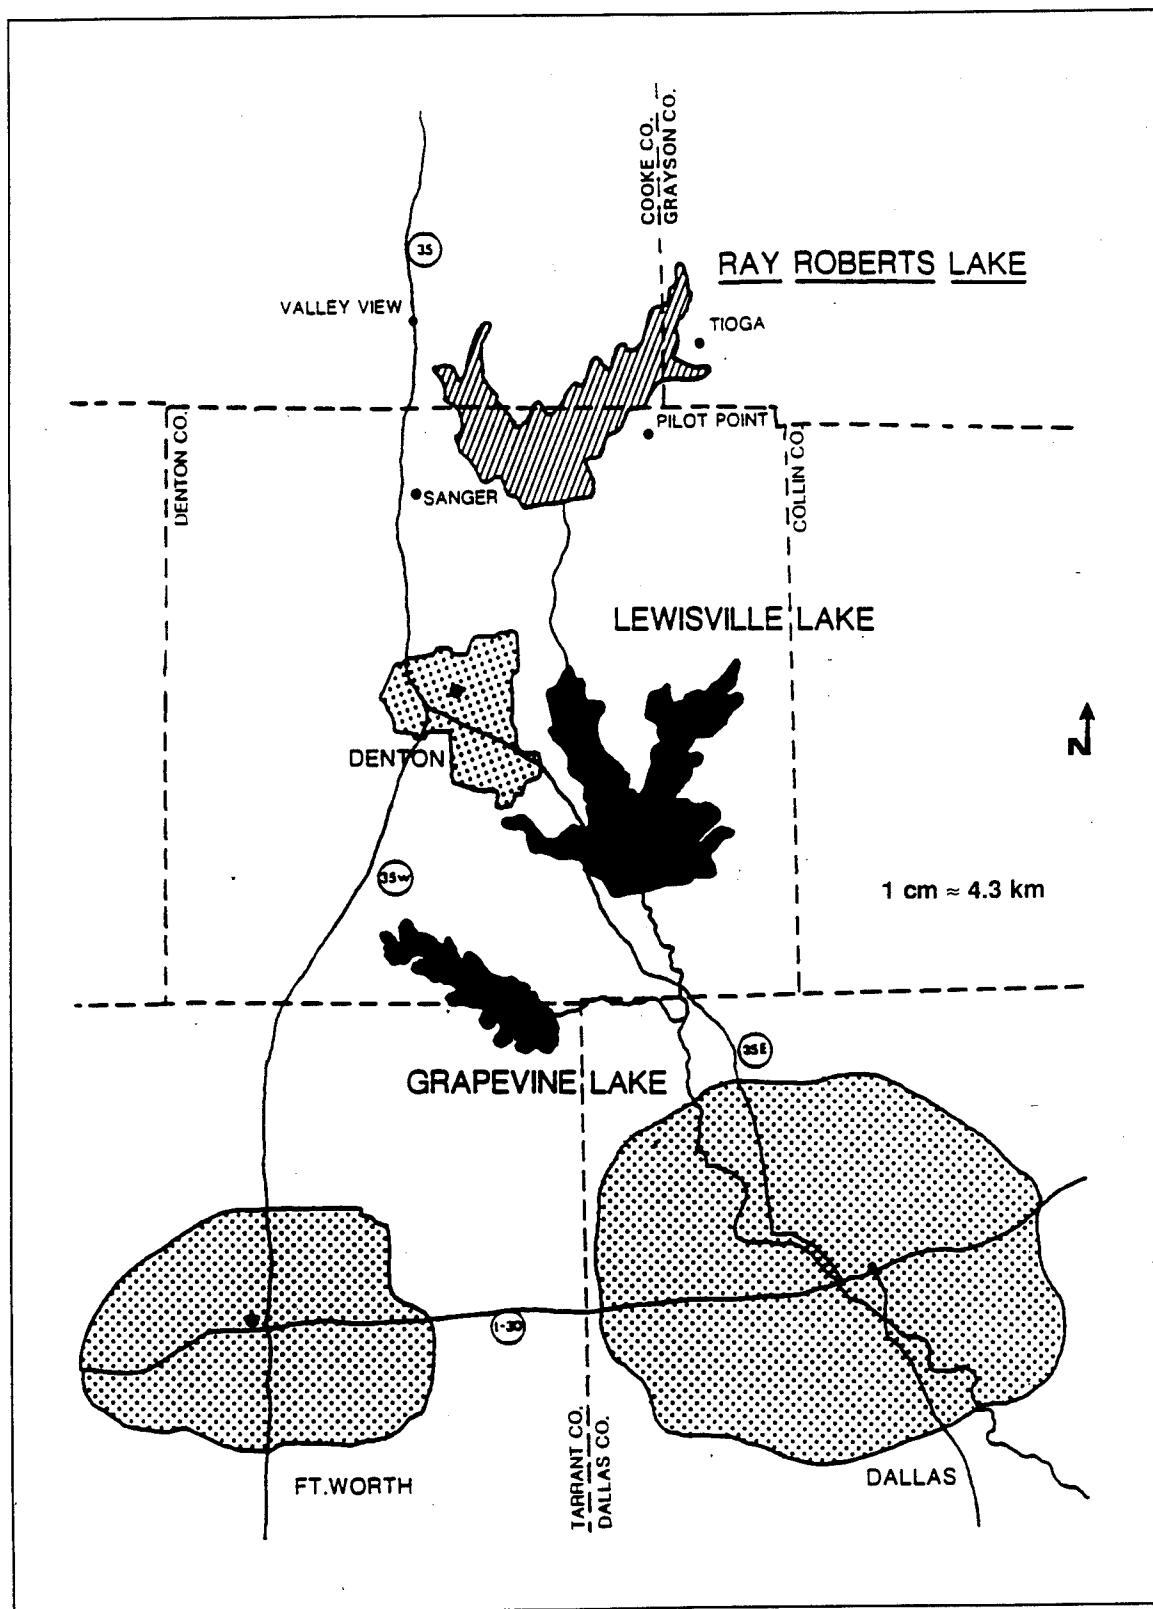 COOKE CO.
GRAYSON CO.
35
RAY ROBERTS LAKE
VALLEY VIEW
TIOGA
PILOT POINT
DENTON CO.
COLLIN CO.
SANGER
LEWISVILLE LAKE
N
DENTON
35W
1 cm ≈ 4.3 km
35E
GRAPEVINE LAKE
I-30
TARRANT CO.
DALLAS CO.
FT.WORTH
DALLAS